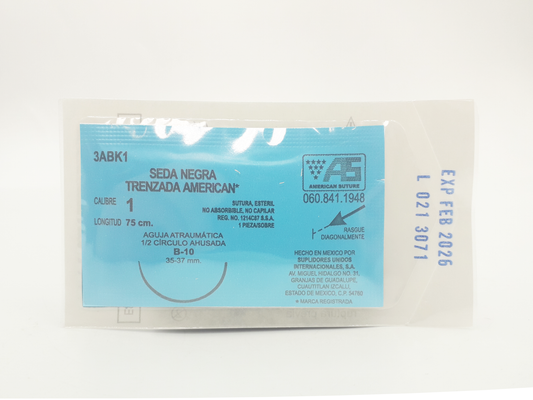 3ABK1
SEDA NEGRA
TRENZADA AMERICAN*
CALIBRE 1
LONGITUD 75 cm.
SUTURA, ESTÉRIL
NO ABSORBIBLE, NO CAPILAR
REG. NO. 1214C87 S.S.A.
1 PIEZA/SOBRE
AGUJA ATRAUMÁTICA
1/2 CÍRCULO AHUSADA
B-10
35-37 mm.
AS
AMERICAN SUTURE
060.841.1948
RASGUE
DIAGONALMENTE
HECHO EN MEXICO POR
SUPLIDORES UNIDOS
INTERNACIONALES, S.A.
AV. MIGUEL HIDALGO NO. 31,
GRANJAS DE GUADALUPE,
CUAUTITLAN IZCALLI,
ESTADO DE MEXICO, C.P. 54760
* MARCA REGISTRADA
EXP FEB 2026
L 021 3071